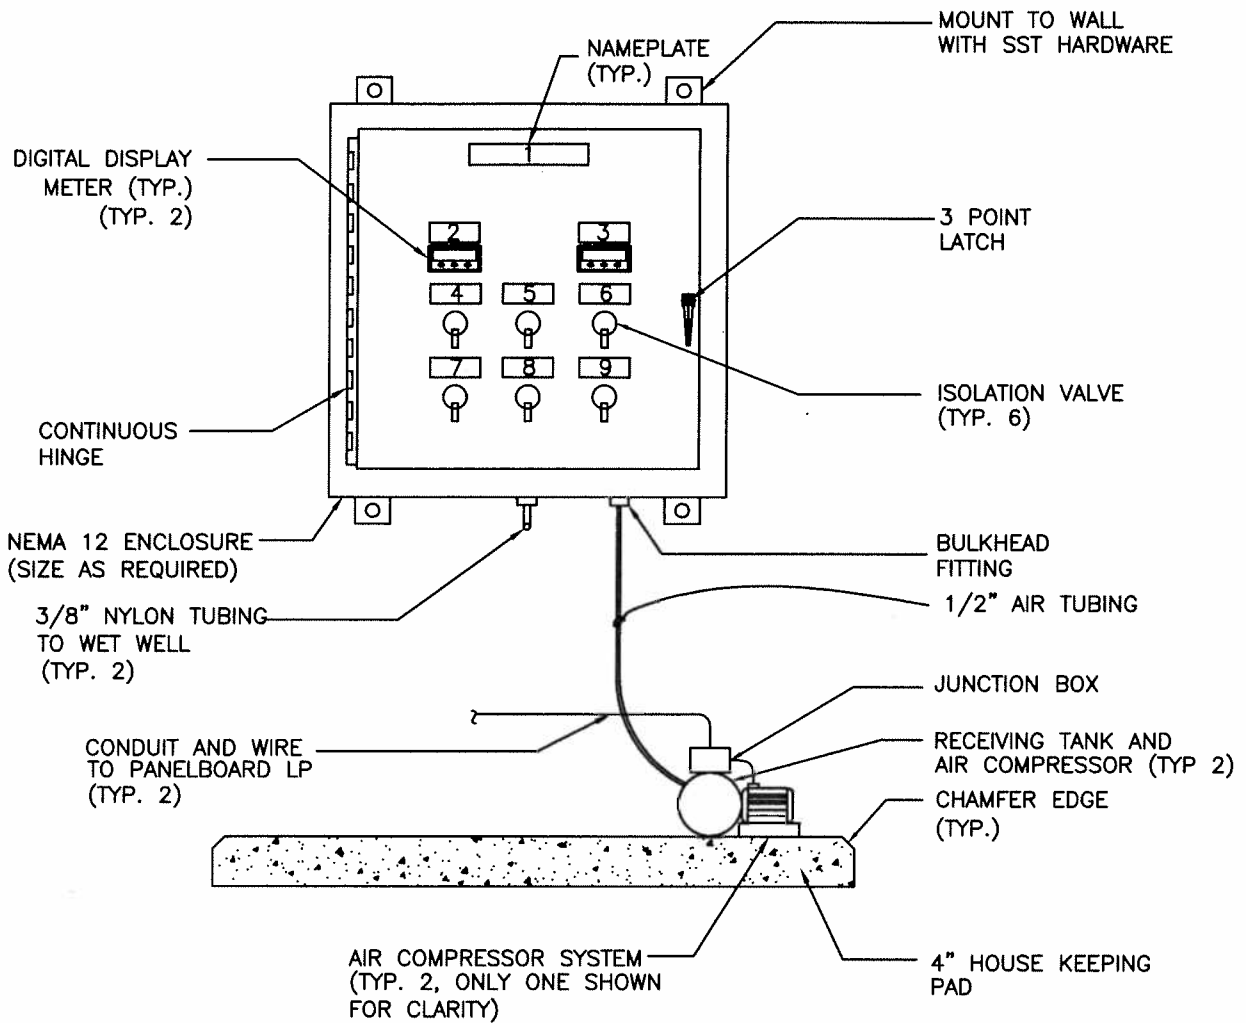 MOUNT TO WALL
WITH SST HARDWARE
NAMEPLATE
(TYP.)
1
DIGITAL DISPLAY
METER (TYP.)
(TYP. 2)
2
3
3 POINT
LATCH
4
5
6
7
8
9
ISOLATION VALVE
(TYP. 6)
CONTINUOUS
HINGE
NEMA 12 ENCLOSURE
(SIZE AS REQUIRED)
BULKHEAD
FITTING
3/8" NYLON TUBING
TO WET WELL
(TYP. 2)
1/2" AIR TUBING
JUNCTION BOX
CONDUIT AND WIRE
TO PANELBOARD LP
(TYP. 2)
RECEIVING TANK AND
AIR COMPRESSOR (TYP 2)
CHAMFER EDGE
(TYP.)
AIR COMPRESSOR SYSTEM
(TYP. 2, ONLY ONE SHOWN
FOR CLARITY)
4" HOUSE KEEPING
PAD